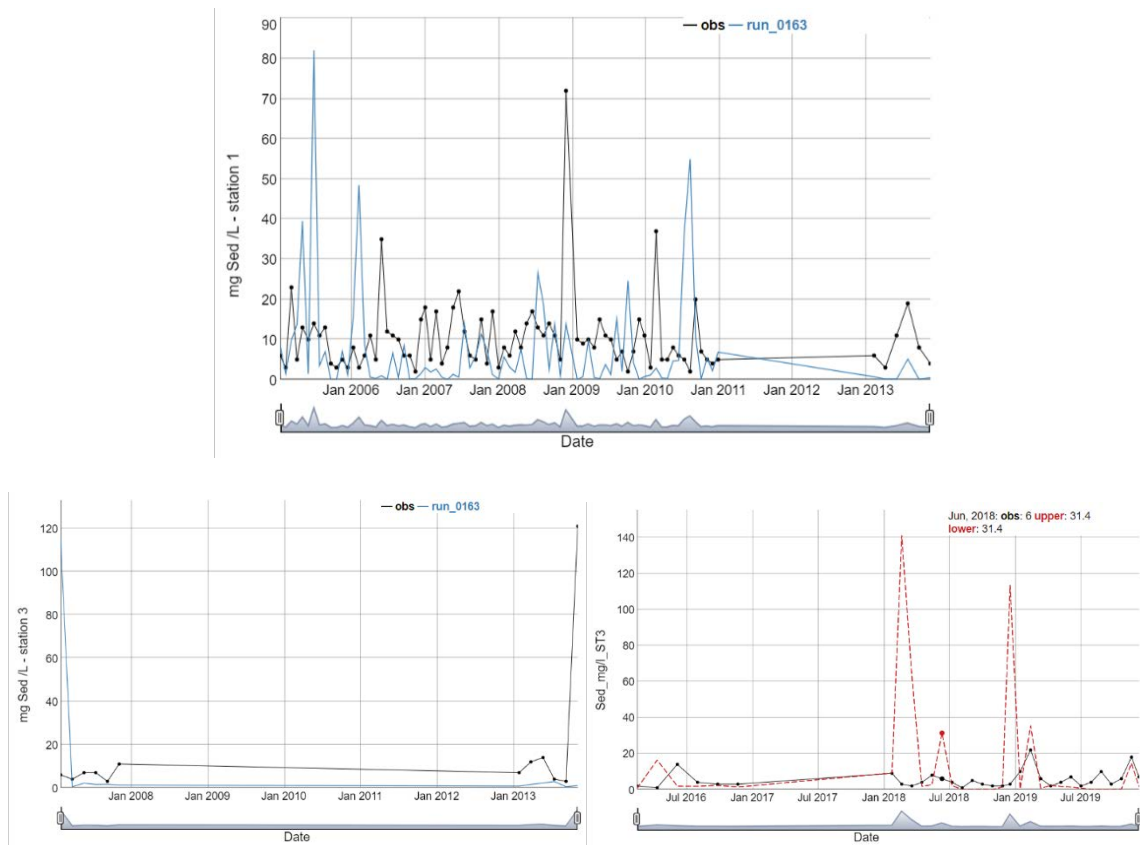 — obs — run_0163
90
80
70
60
50
40
30
20
10
0
mg Sed /L - station 1
Jan 2006 Jan 2007 Jan 2008 Jan 2009 Jan 2010 Jan 2011 Jan 2012 Jan 2013
Date
— obs — run_0163
120
100
80
60
40
20
0
mg Sed /L - station 3
Jan 2008 Jan 2009 Jan 2010 Jan 2011 Jan 2012 Jan 2013
Date
Jun, 2018: obs: 6 upper: 31.4
lower: 31.4
140
120
100
80
60
40
20
0
Sed_mg/l_ST3
Jul 2016 Jan 2017 Jul 2017 Jan 2018 Jul 2018 Jan 2019 Jul 2019
Date